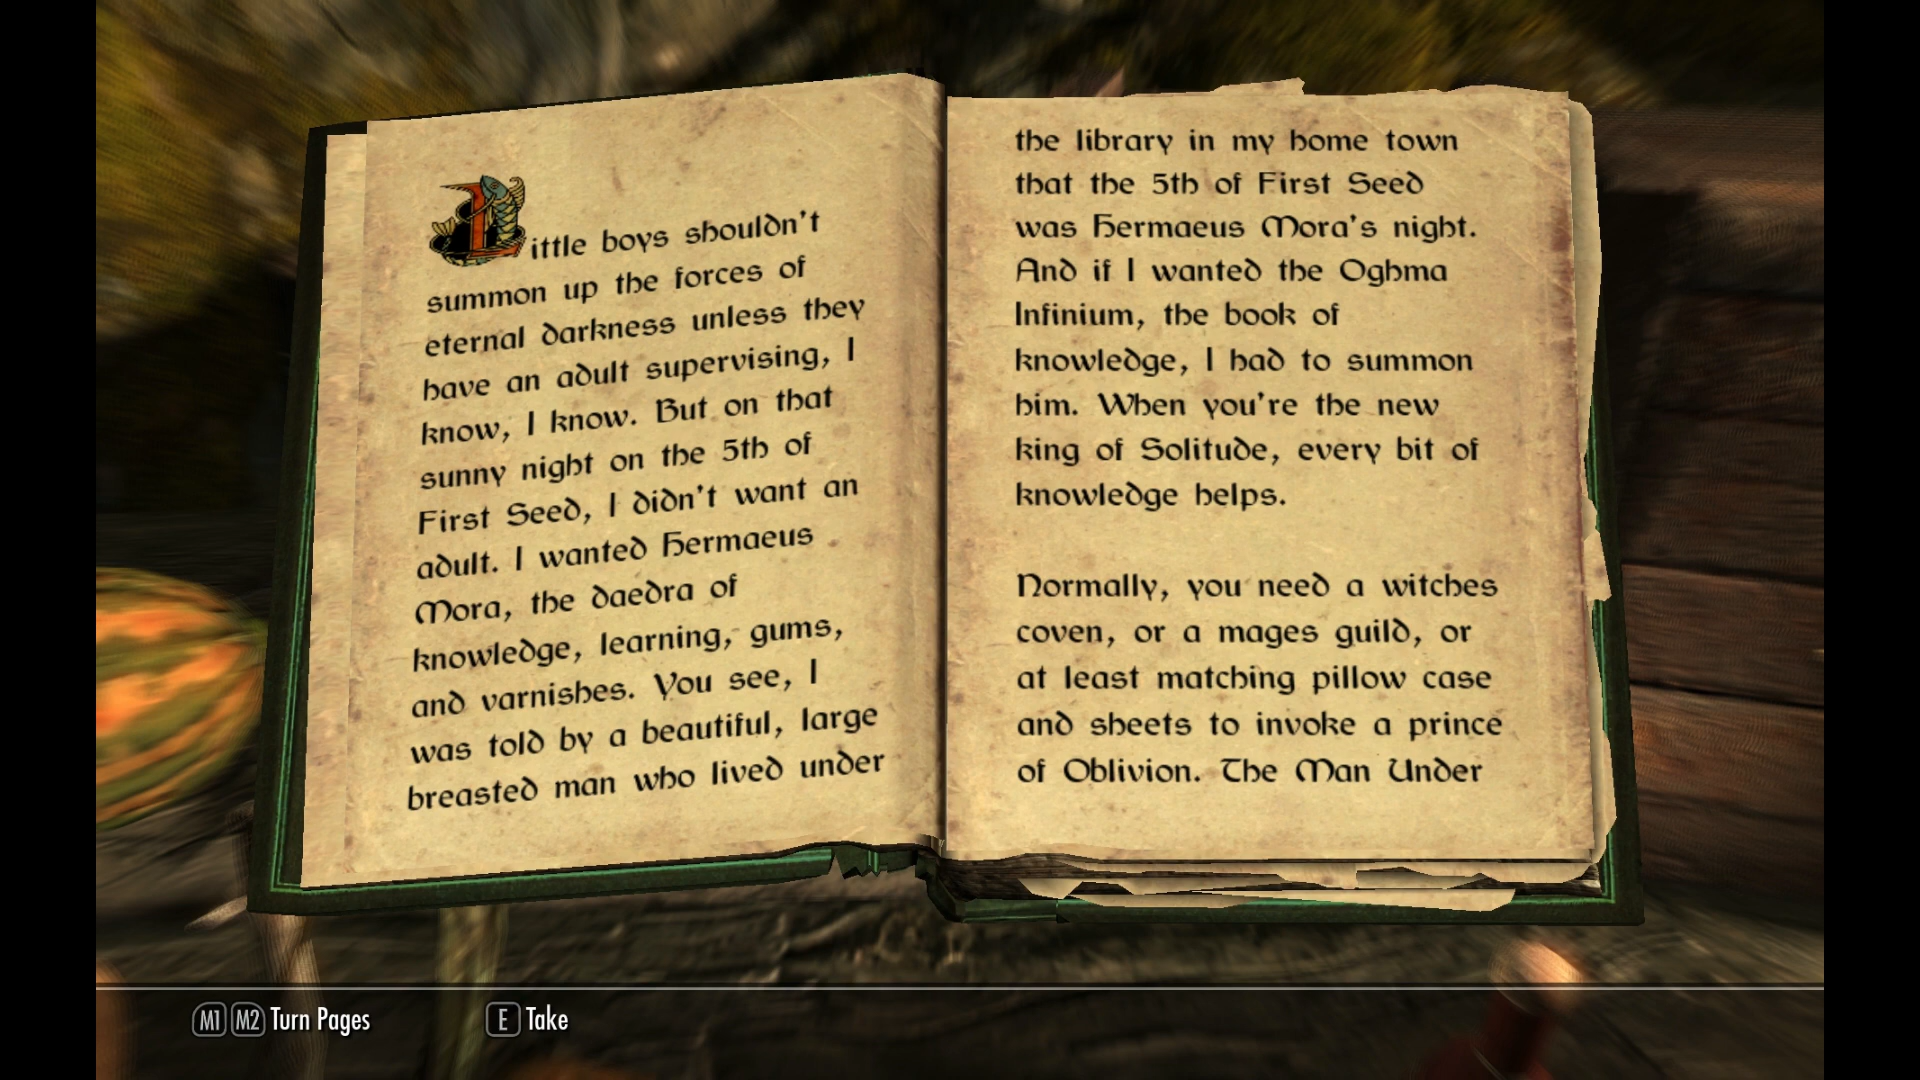 Little boys shouldn't
summon up the forces of
eternal darkness unless they
have an adult supervising, I
know, I know. But on that
sunny night on the 5th of
First Seed, I didn't want an
adult. I wanted Hermaeus
Mora, the daedra of
knowledge, learning, gums,
and varnishes. You see, I
was told by a beautiful, large
breasted man who lived under
the library in my home town
that the 5th of First Seed
was Hermaeus Mora's night.
And if I wanted the Oghma
Infinium, the book of
knowledge, I had to summon
him. When you're the new
king of Solitude, every bit of
knowledge helps.
Normally, you need a witches
coven, or a mages guild, or
at least matching pillow case
and sheets to invoke a prince
of Oblivion. The Man Under
M1 M2 Turn Pages
E Take